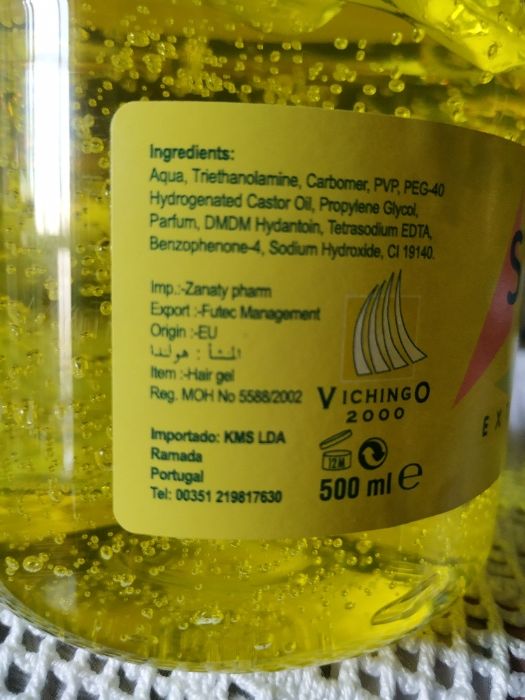 Ingredients:
Aqua, Triethanolamine, Carbomer, PVP, PEG-40
Hydrogenated Castor Oil, Propylene Glycol,
Parfum, DMDM Hydantoin, Tetrasodium EDTA,
Benzophenone-4, Sodium Hydroxide, CI 19140.
Imp.:-Zanaty pharm
Export :-Futec Management
Origin :-EU
المنشأ : هولندا
Item :-Hair gel
Reg. MOH No 5588/2002
VICHINGO
2000
Importado: KMS LDA
Ramada
Portugal
Tel: 00351 219817630
12M
500 ml e
S
E X